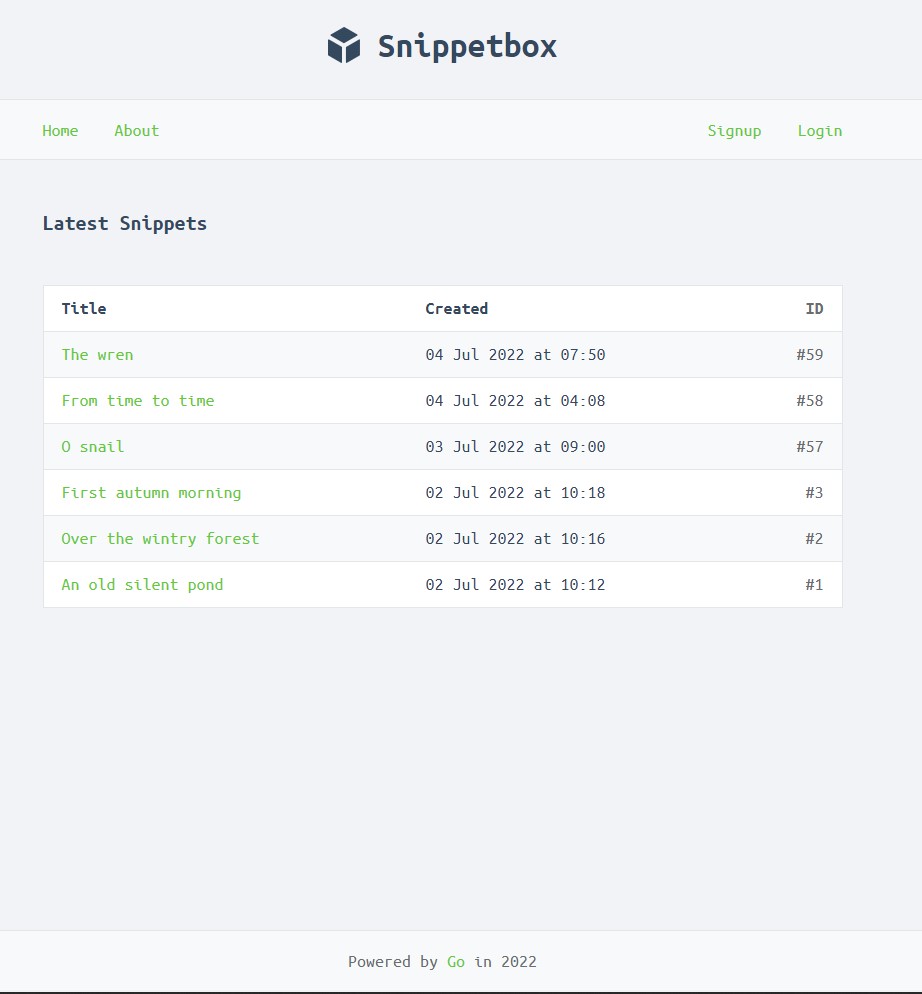 Snippetbox
Home About Signup Login
Latest Snippets
Title Created ID
The wren 04 Jul 2022 at 07:50 #59
From time to time 04 Jul 2022 at 04:08 #58
O snail 03 Jul 2022 at 09:00 #57
First autumn morning 02 Jul 2022 at 10:18 #3
Over the wintry forest 02 Jul 2022 at 10:16 #2
An old silent pond 02 Jul 2022 at 10:12 #1
Powered by Go in 2022